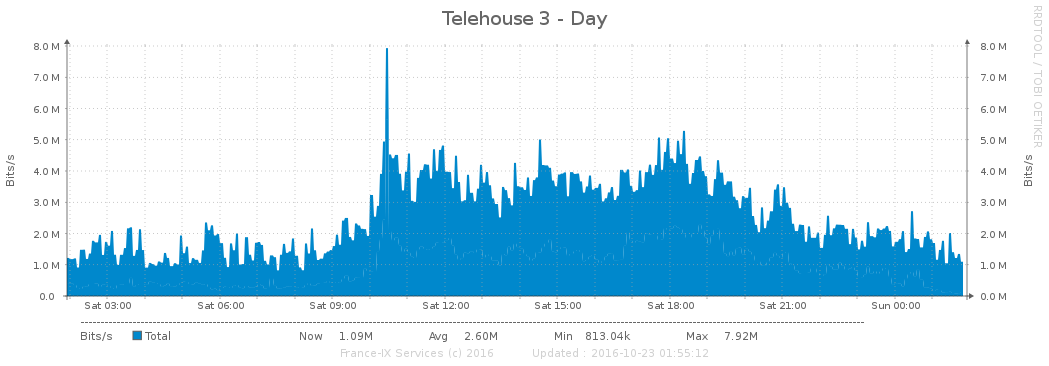 Telehouse 3 - Day
RRDTOOL / TOBI OETIKER
Bits/s
8.0 M
7.0 M
6.0 M
5.0 M
4.0 M
3.0 M
2.0 M
1.0 M
0.0
8.0 M
7.0 M
6.0 M
5.0 M
4.0 M
3.0 M
2.0 M
1.0 M
0.0 M
Bits/s
Sat 03:00 Sat 06:00 Sat 09:00 Sat 12:00 Sat 15:00 Sat 18:00 Sat 21:00 Sun 00:00
Bits/s Total Now 1.09M Avg 2.60M Min 813.04k Max 7.92M
France-IX Services (c) 2016 Updated : 2016-10-23 01:55:12